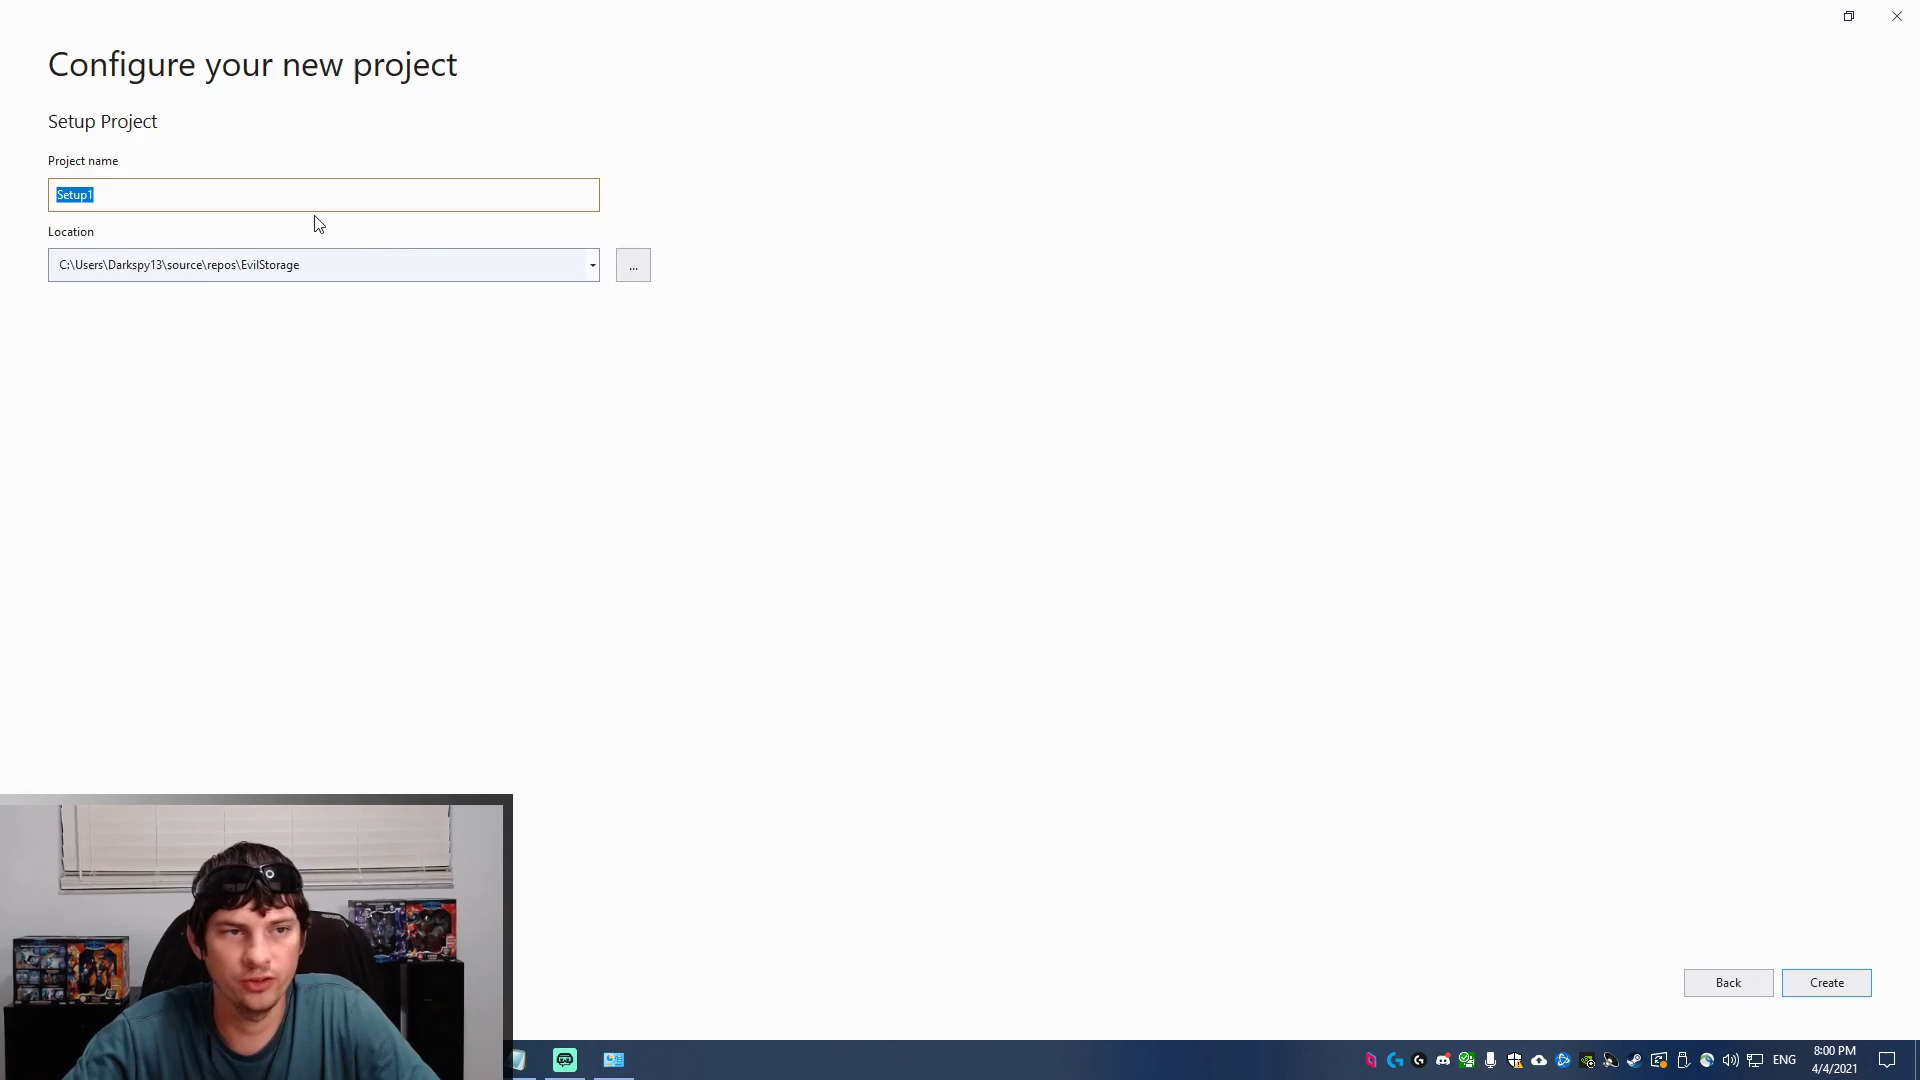 Configure your new project
Setup Project
Project name
Setup1
Location
C:\Users\Darkspy13\source\repos\EvilStorage
...
Back
Create
ENG
8:00 PM
4/4/2021